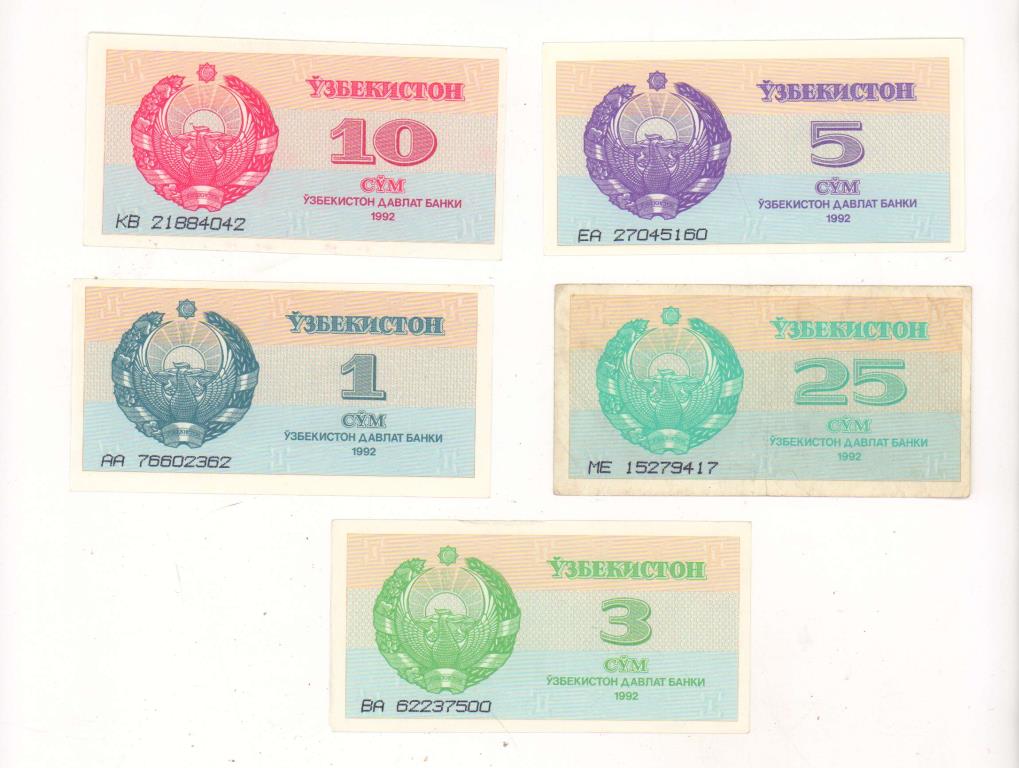 ЎЗБЕКИСТОН
10
СЎМ
ЎЗБЕКИСТОН ДАВЛАТ БАНКИ
1992
КВ 21884042
ЎЗБЕКИСТОН
5
СЎМ
ЎЗБЕКИСТОН ДАВЛАТ БАНКИ
1992
ЕА 27045160
ЎЗБЕКИСТОН
1
СЎМ
ЎЗБЕКИСТОН ДАВЛАТ БАНКИ
1992
АА 76602362
ЎЗБЕКИСТОН
25
СЎМ
ЎЗБЕКИСТОН ДАВЛАТ БАНКИ
1992
МЕ 15279417
ЎЗБЕКИСТОН
3
СЎМ
ЎЗБЕКИСТОН ДАВЛАТ БАНКИ
1992
ВА 62237500